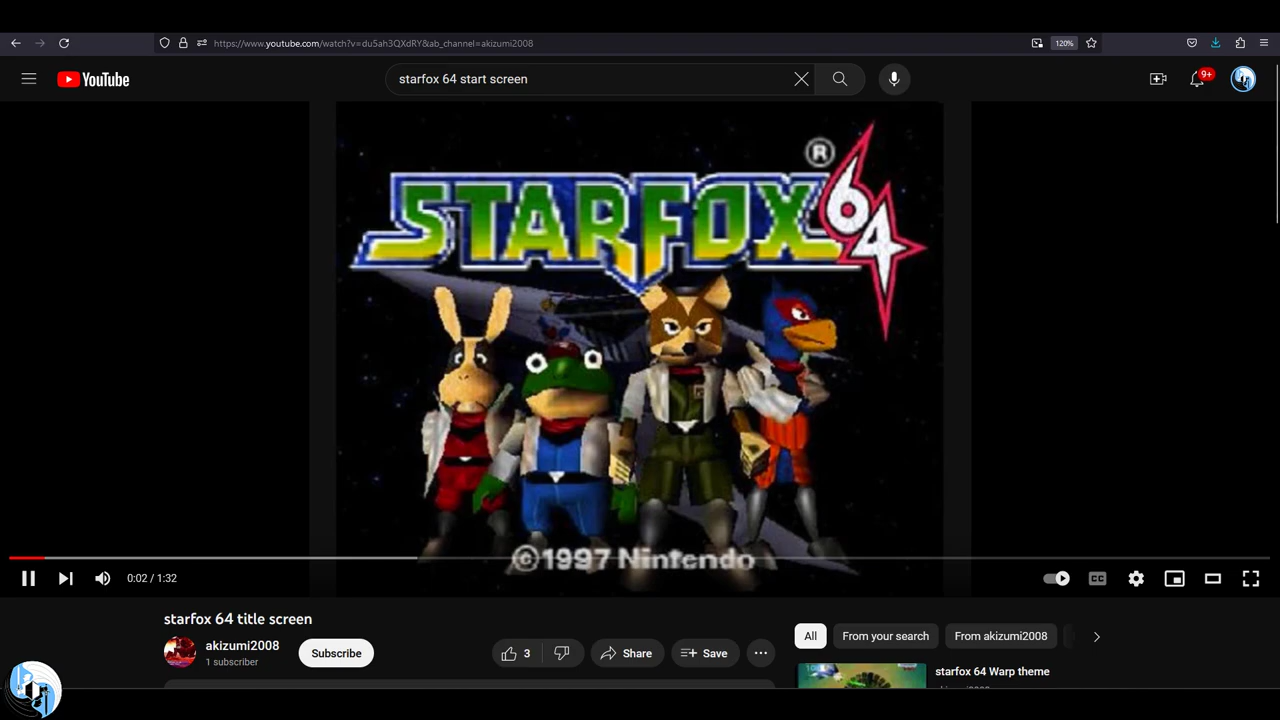 https://www.youtube.com/watch?v=du5ah3QXdRY&ab_channel=akizumi2008
120%
YouTube
starfox 64 start screen
9+
®
STARFOX 64
©1997 Nintendo
0:02 / 1:32
CC
starfox 64 title screen
akizumi2008
1 subscriber
Subscribe
3
Share
Save
All
From your search
From akizumi2008
starfox 64 Warp theme